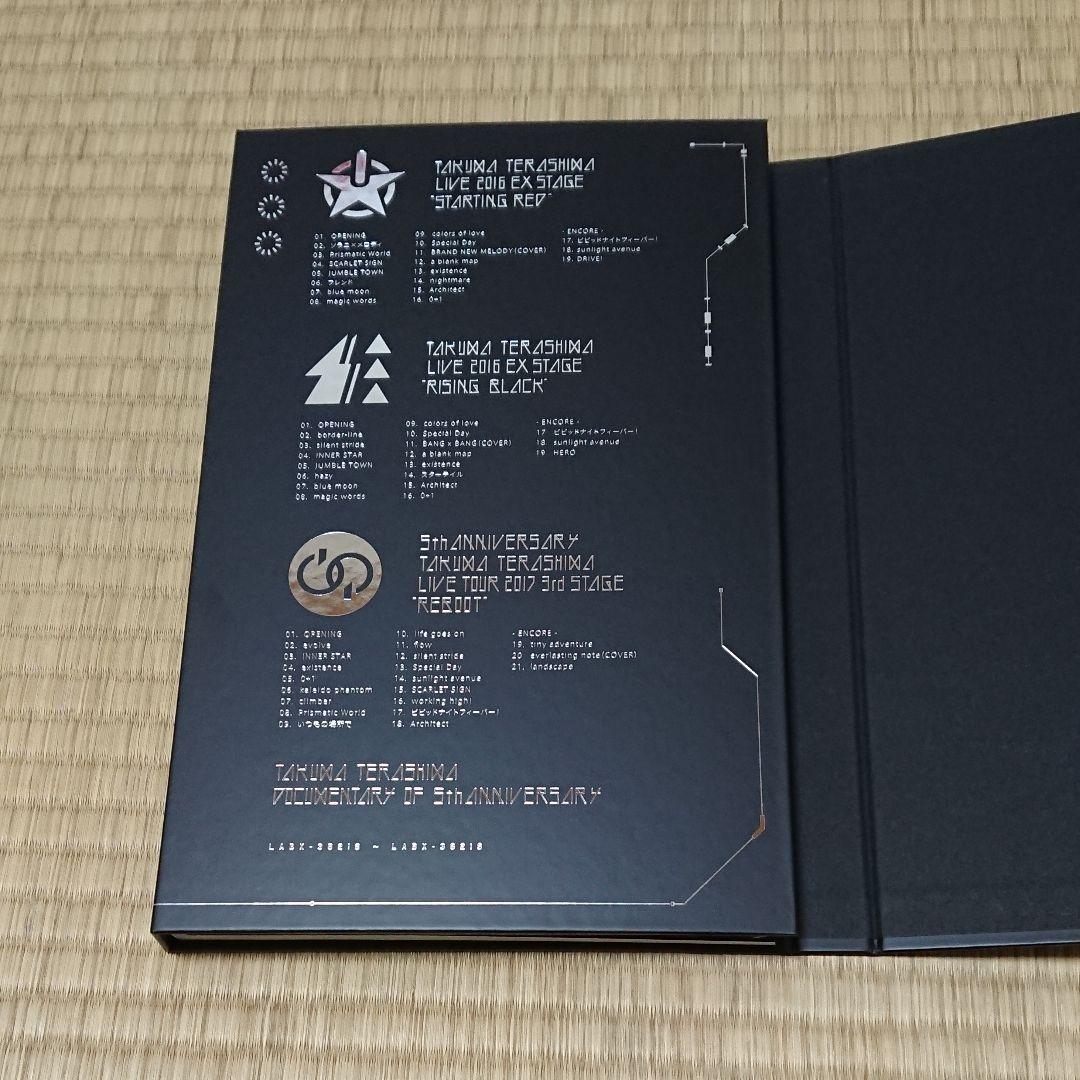 TAKUMA TERASHIMA
LIVE 2016 EX STAGE
"STARTING RED"
01. OPENING
02. ソラニ××メロディ
03. Prismatic World
04. SCARLET SIGN
05. JUMBLE TOWN
06. フレンド
07. blue moon
08. magic words
09. colors of love
10. Special Day
11. BRAND NEW MELODY(COVER)
12. a blank map
13. existence
14. nightmare
15. Architect
16. 0+1
- ENCORE -
17. ビビッドナイトフィーバー!
18. sunlight avenue
19. DRIVE!
TAKUMA TERASHIMA
LIVE 2016 EX STAGE
"RISING BLACK"
01. OPENING
02. border-line
03. silent stride
04. INNER STAR
05. JUMBLE TOWN
06. hazy
07. blue moon
08. magic words
09. colors of love
10. Special Day
11. BANG×BANG(COVER)
12. a blank map
13. existence
14. スターテイル
15. Architect
16. 0+1
- ENCORE -
17 ビビッドナイトフィーバー!
18. sunlight avenue
19 HERO
5th ANNIVERSARY
TAKUMA TERASHIMA
LIVE TOUR 2017 3rd STAGE
"REBOOT"
01. OPENING
02. evolve
03. INNER STAR
04. existence
05. 0+1
06. kaleido phantom
07. climber
08. Prismatic World
09. いつもの場所で
10. life goes on
11. flow
12. silent stride
13. Special Day
14. sunlight avenue
15. SCARLET SIGN
16. working high!
17. ビビッドナイトフィーバー!
18. Architect
- ENCORE -
19. tiny adventure
20 everlasting note(COVER)
21. landscape
TAKUMA TERASHIMA
DOCUMENTARY OF 5th ANNIVERSARY